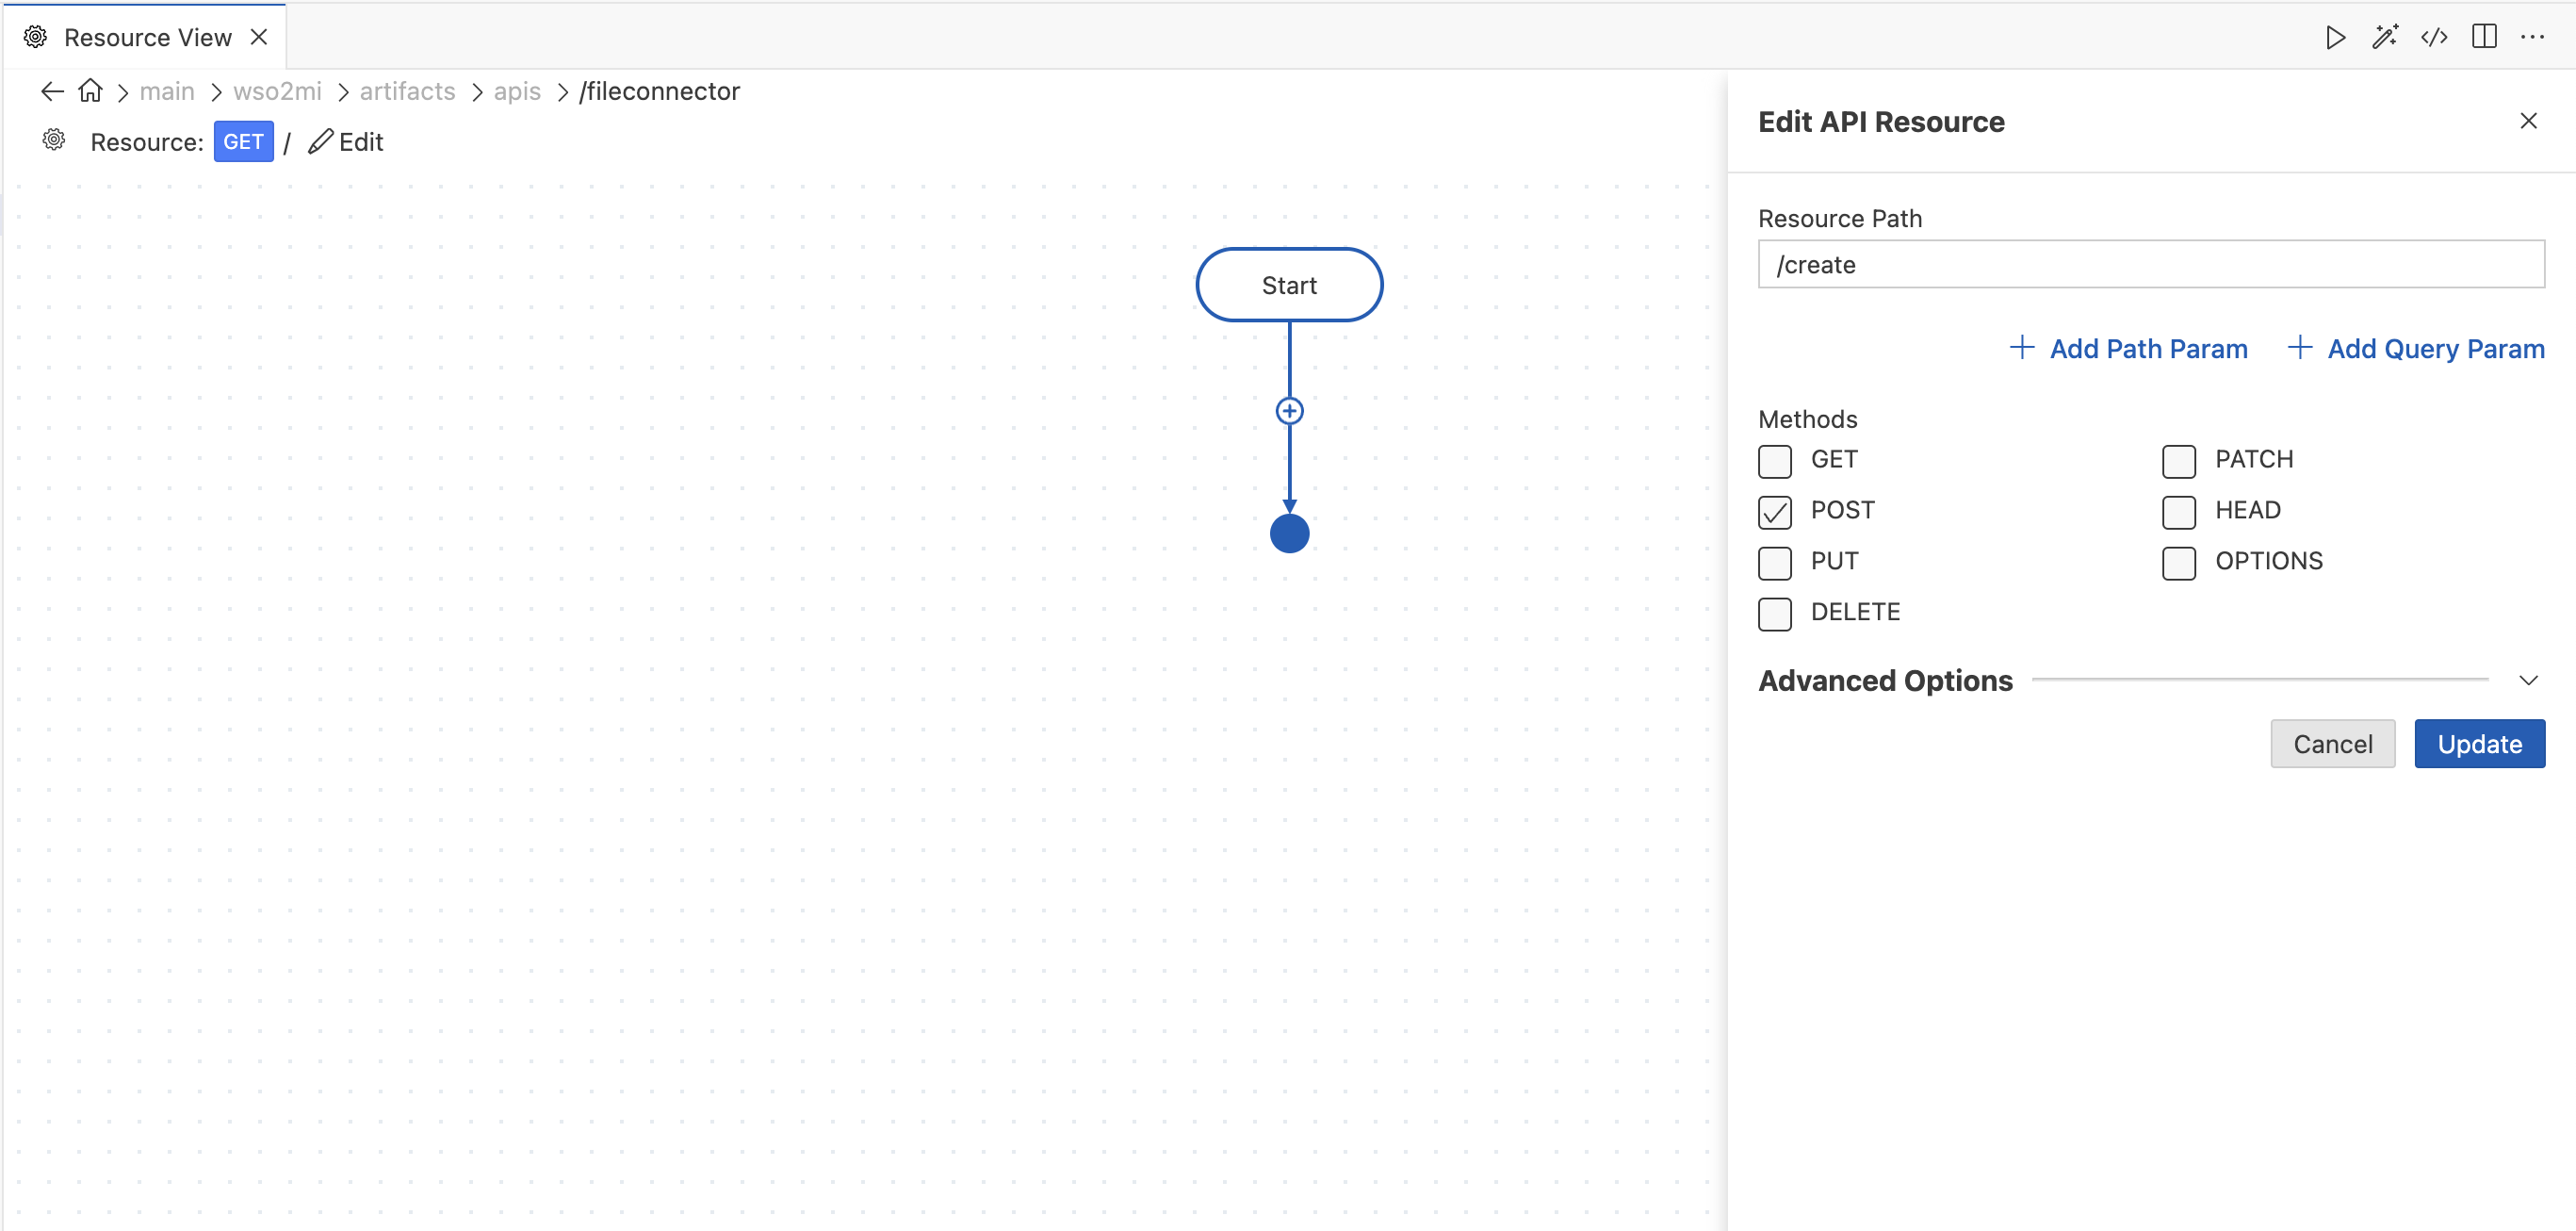 Resource View
main wso2mi artifacts apis /fileconnector
Resource: GET / Edit
Start
Edit API Resource
Resource Path
/create
Add Path Param Add Query Param
Methods
GET PATCH
POST HEAD
PUT OPTIONS
DELETE
Advanced Options
Cancel Update